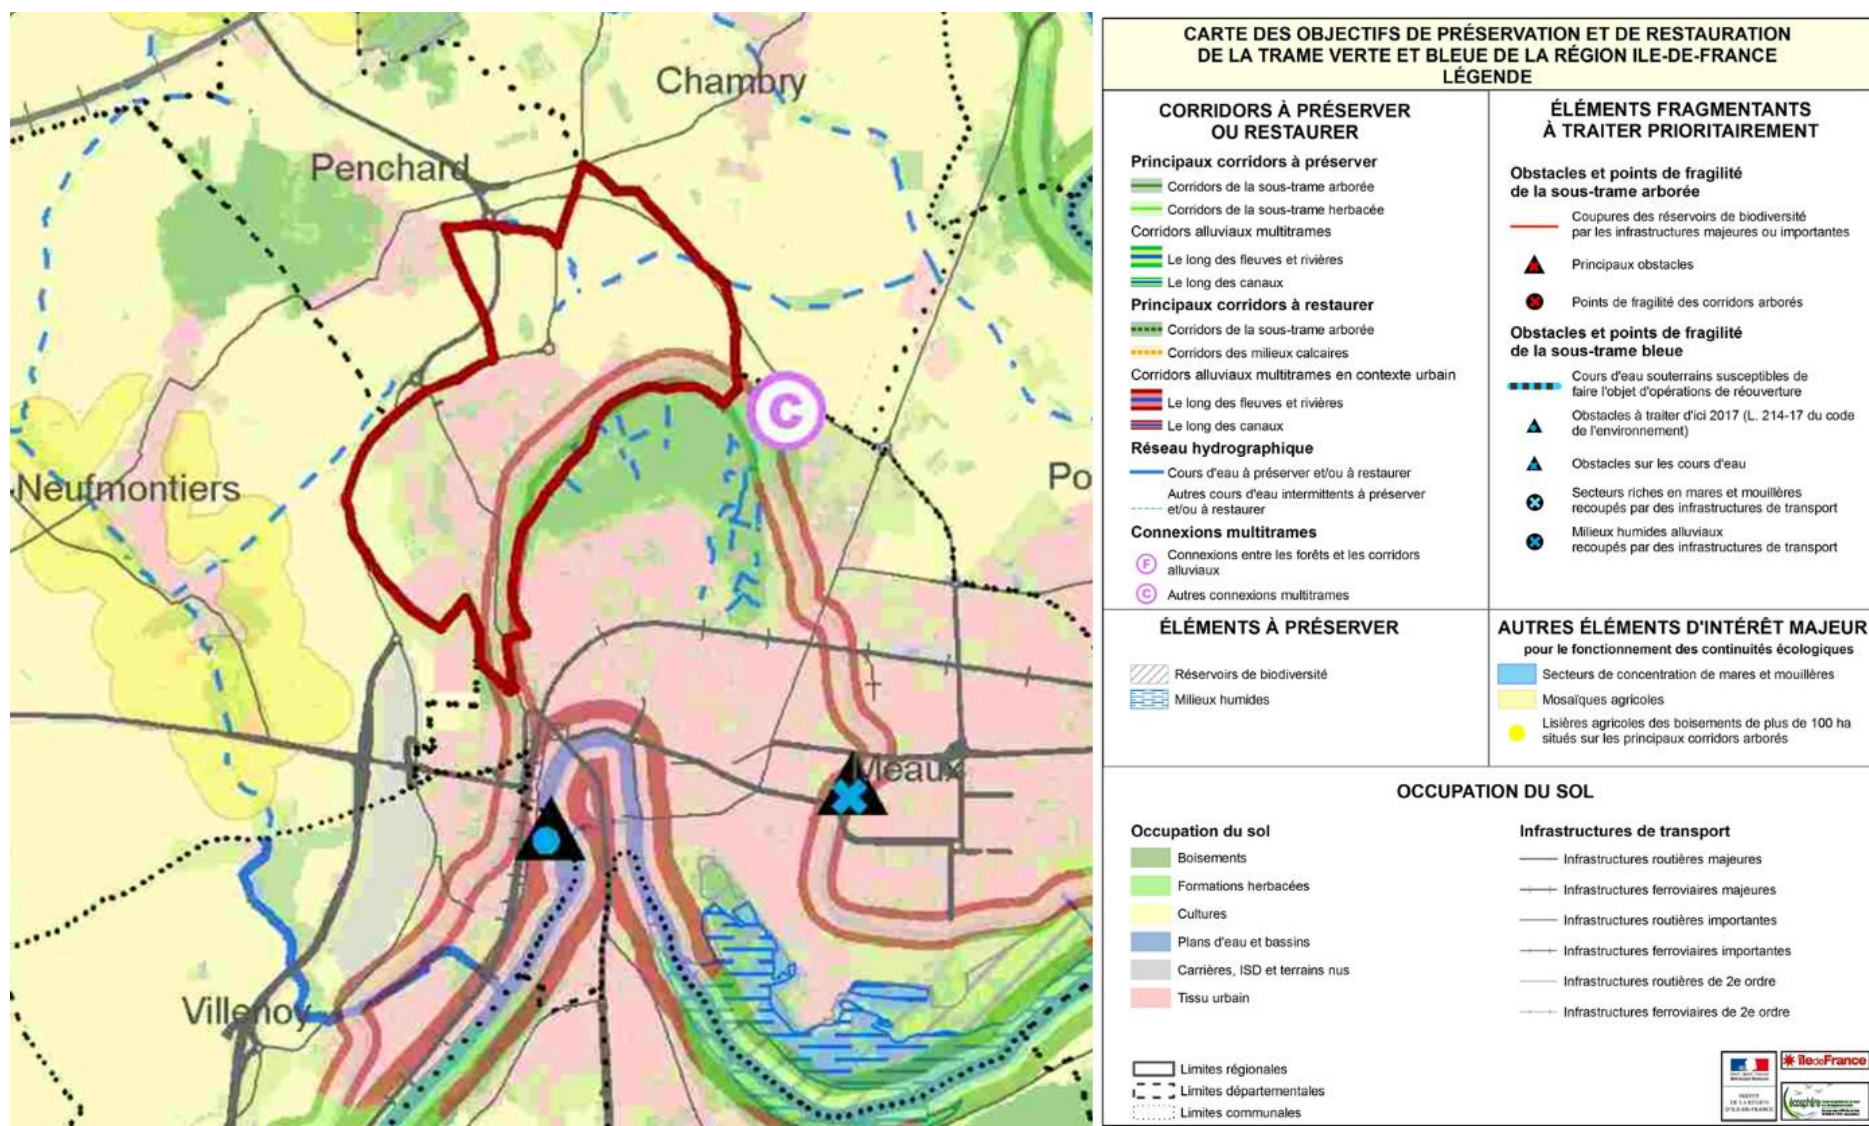 Chambry
Penchard
Neufmontiers
Po
C
Meaux
Villenoy
CARTE DES OBJECTIFS DE PRÉSERVATION ET DE RESTAURATION
DE LA TRAME VERTE ET BLEUE DE LA RÉGION ILE-DE-FRANCE
LÉGENDE
CORRIDORS À PRÉSERVER
OU RESTAURER
Principaux corridors à préserver
Corridors de la sous-trame arborée
Corridors de la sous-trame herbacée
Corridors alluviaux multitrames
Le long des fleuves et rivières
Le long des canaux
Principaux corridors à restaurer
Corridors de la sous-trame arborée
Corridors des milieux calcaires
Corridors alluviaux multitrames en contexte urbain
Le long des fleuves et rivières
Le long des canaux
Réseau hydrographique
Cours d'eau à préserver et/ou à restaurer
Autres cours d'eau intermittents à préserver
et/ou à restaurer
Connexions multitrames
F
Connexions entre les forêts et les corridors
alluviaux
C
Autres connexions multitrames
ÉLÉMENTS FRAGMENTANTS
À TRAITER PRIORITAIREMENT
Obstacles et points de fragilité
de la sous-trame arborée
Coupures des réservoirs de biodiversité
par les infrastructures majeures ou importantes
Principaux obstacles
Points de fragilité des corridors arborés
Obstacles et points de fragilité
de la sous-trame bleue
Cours d'eau souterrains susceptibles de
faire l'objet d'opérations de réouverture
Obstacles à traiter d'ici 2017 (L. 214-17 du code
de l'environnement)
Obstacles sur les cours d'eau
Secteurs riches en mares et mouillères
recoupés par des infrastructures de transport
Milieux humides alluviaux
recoupés par des infrastructures de transport
ÉLÉMENTS À PRÉSERVER
Réservoirs de biodiversité
Milieux humides
AUTRES ÉLÉMENTS D'INTÉRÊT MAJEUR
pour le fonctionnement des continuités écologiques
Secteurs de concentration de mares et mouillères
Mosaïques agricoles
Lisières agricoles des boisements de plus de 100 ha
situés sur les principaux corridors arborés
OCCUPATION DU SOL
Occupation du sol
Boisements
Formations herbacées
Cultures
Plans d'eau et bassins
Carrières, ISD et terrains nus
Tissu urbain
Infrastructures de transport
Infrastructures routières majeures
Infrastructures ferroviaires majeures
Infrastructures routières importantes
Infrastructures ferroviaires importantes
Infrastructures routières de 2e ordre
Infrastructures ferroviaires de 2e ordre
Limites régionales
Limites départementales
Limites communales
PRÉFET
DE LA RÉGION
D'ILE-DE-FRANCE
îledeFrance
écosphère